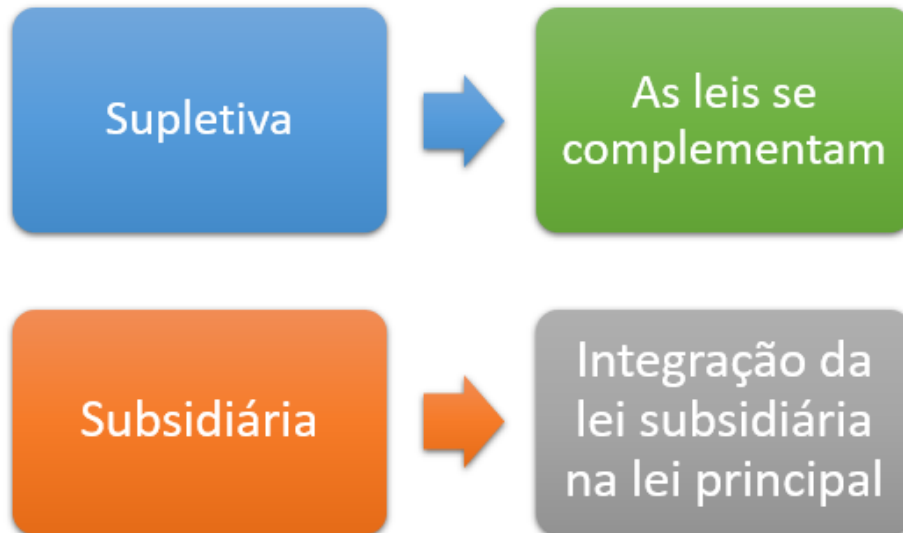 Supletiva
As leis se
complementam
Subsidiária
Integração da
lei subsidiária
na lei principal